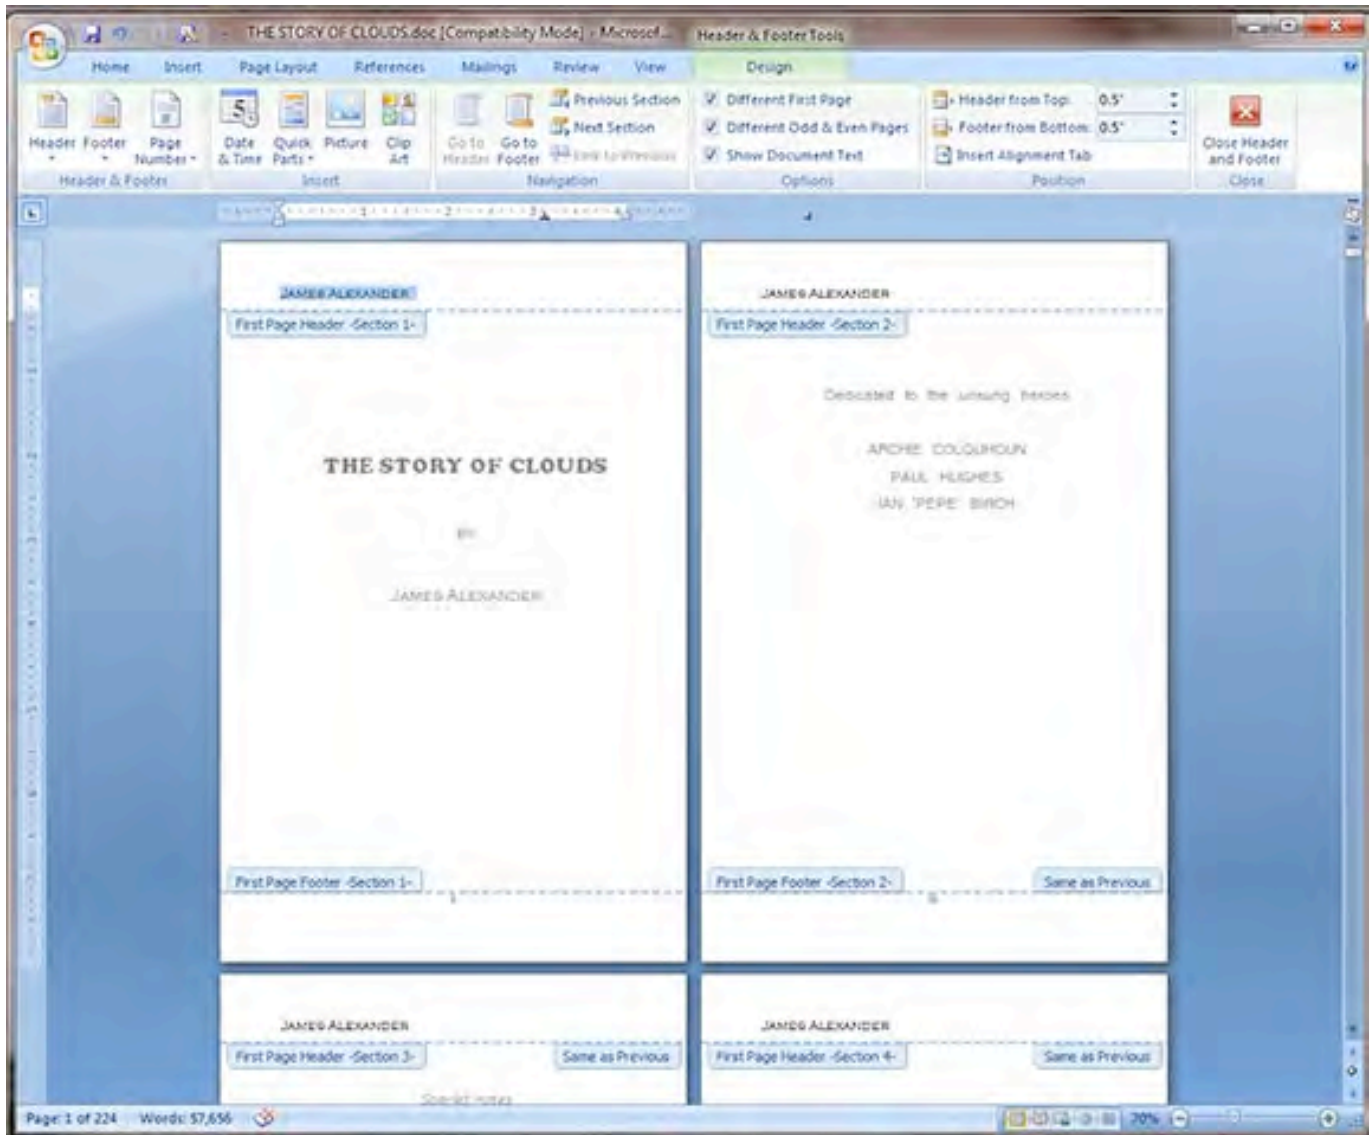 THE STORY OF CLOUDS.doc [Compatibility Mode] - Microsof... Header & Footer Tools
Home Insert Page Layout References Mailings Review View Design
Header Footer Page Number
Header & Footer
Date & Time Quick Parts Picture Clip Art
Insert
Go to Header Go to Footer
Previous Section
Next Section
Link to Previous
Navigation
Different First Page
Different Odd & Even Pages
Show Document Text
Options
Header from Top: 0.5"
Footer from Bottom: 0.5"
Insert Alignment Tab
Position
Close Header and Footer
Close
JAMES ALEXANDER
First Page Header -Section 1-
THE STORY OF CLOUDS
BY
JAMES ALEXANDER
First Page Footer -Section 1-
JAMES ALEXANDER
First Page Header -Section 2-
Dedicated to the unsung heroes
ARCHIE COLQUHOUN
PAUL HUGHES
IAN 'PEPE' BIRCH
First Page Footer -Section 2- Same as Previous
JAMES ALEXANDER
First Page Header -Section 3- Same as Previous
Special notes
JAMES ALEXANDER
First Page Header -Section 4- Same as Previous
Page: 1 of 224 Words: 57,656 70%